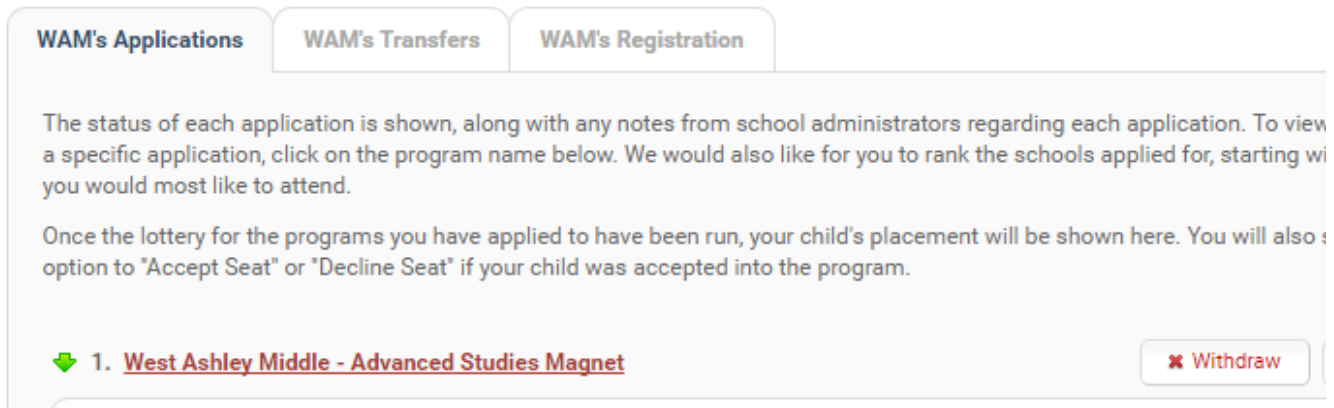 WAM's Applications WAM's Transfers WAM's Registration
The status of each application is shown, along with any notes from school administrators regarding each application. To view
a specific application, click on the program name below. We would also like for you to rank the schools applied for, starting
you would most like to attend.
Once the lottery for the programs you have applied to have been run, your child's placement will be shown here. You will also
option to "Accept Seat" or "Decline Seat" if your child was accepted into the program.
1. West Ashley Middle - Advanced Studies Magnet Withdraw